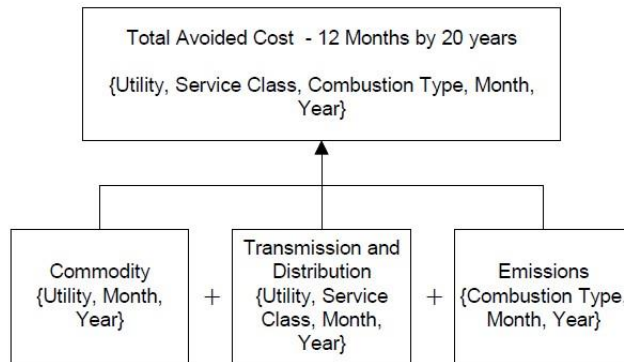 Total Avoided Cost - 12 Months by 20 years
{Utility, Service Class, Combustion Type, Month,
Year}
Commodity
{Utility, Month,
Year}
+
Transmission and
Distribution
{Utility, Service
Class, Month,
Year}
+
Emissions
{Combustion Type,
Month, Year}